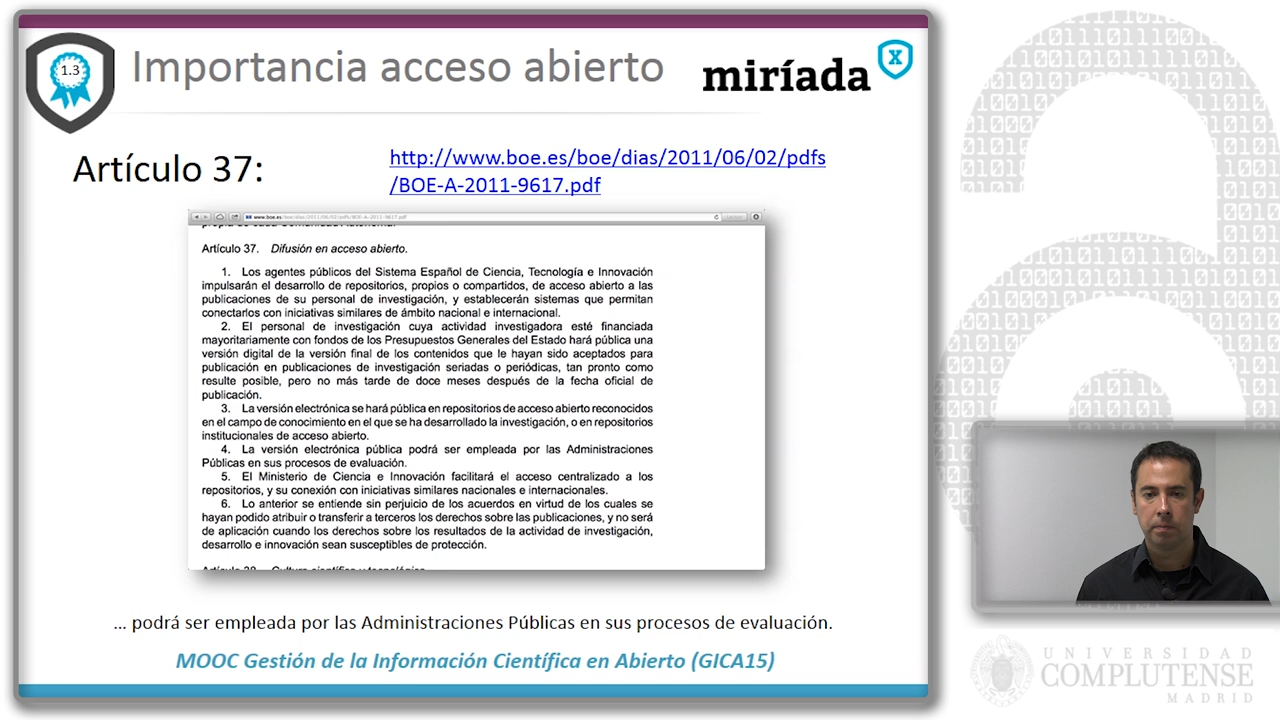 1.3
Importancia acceso abierto
miríada
X
Artículo 37:
http://www.boe.es/boe/dias/2011/06/02/pdfs
/BOE-A-2011-9617.pdf
www.boe.es/boe/dias/2011/06/02/pdfs/BOE-A-2011-9617.pdf
Artículo 37. Difusión en acceso abierto.
1. Los agentes públicos del Sistema Español de Ciencia, Tecnología e Innovación
impulsarán el desarrollo de repositorios, propios o compartidos, de acceso abierto a las
publicaciones de su personal de investigación, y establecerán sistemas que permitan
conectarlos con iniciativas similares de ámbito nacional e internacional.
2. El personal de investigación cuya actividad investigadora esté financiada
mayoritariamente con fondos de los Presupuestos Generales del Estado hará pública una
versión digital de la versión final de los contenidos que le hayan sido aceptados para
publicación en publicaciones de investigación seriadas o periódicas, tan pronto como
resulte posible, pero no más tarde de doce meses después de la fecha oficial de
publicación.
3. La versión electrónica se hará pública en repositorios de acceso abierto reconocidos
en el campo de conocimiento en el que se ha desarrollado la investigación, o en repositorios
institucionales de acceso abierto.
4. La versión electrónica pública podrá ser empleada por las Administraciones
Públicas en sus procesos de evaluación.
5. El Ministerio de Ciencia e Innovación facilitará el acceso centralizado a los
repositorios, y su conexión con iniciativas similares nacionales e internacionales.
6. Lo anterior se entiende sin perjuicio de los acuerdos en virtud de los cuales se
hayan podido atribuir o transferir a terceros los derechos sobre las publicaciones, y no será
de aplicación cuando los derechos sobre los resultados de la actividad de investigación,
desarrollo e innovación sean susceptibles de protección.
... podrá ser empleada por las Administraciones Públicas en sus procesos de evaluación.
MOOC Gestión de la Información Científica en Abierto (GICA15)
UNIVERSIDAD
COMPLUTENSE
MADRID